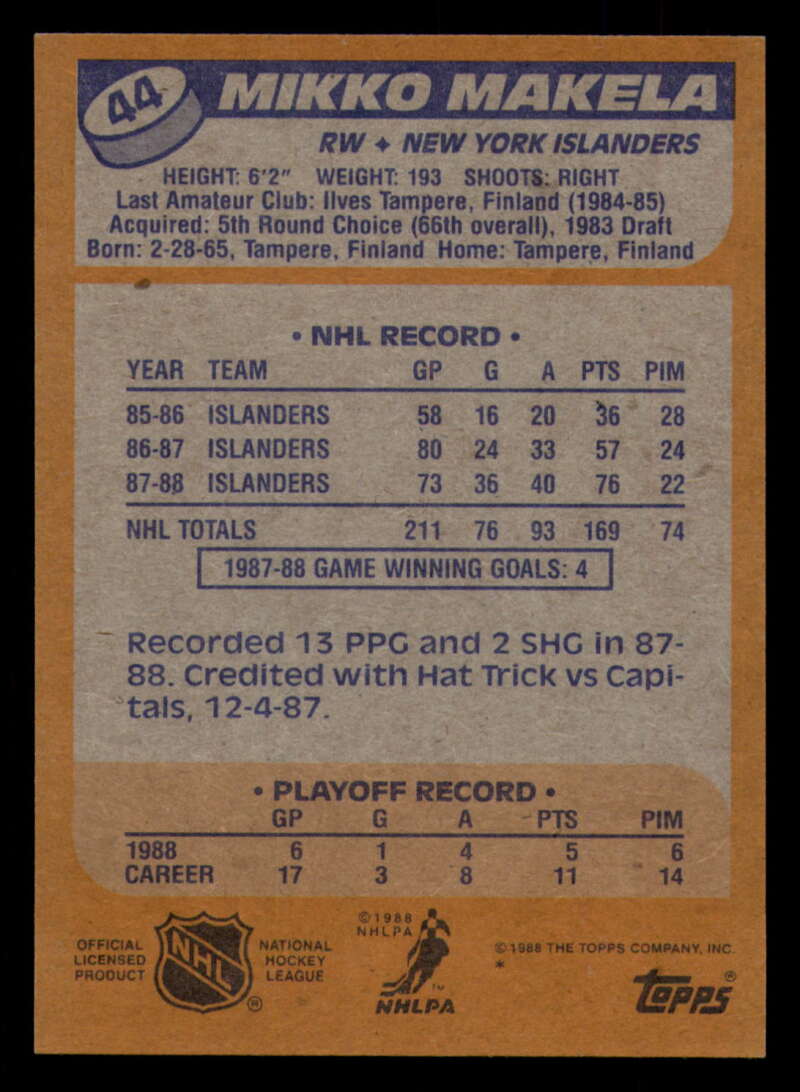 44
MIKKO MAKELA
RW ✦ NEW YORK ISLANDERS
HEIGHT: 6'2" WEIGHT: 193 SHOOTS: RIGHT
Last Amateur Club: Ilves Tampere, Finland (1984-85)
Acquired: 5th Round Choice (66th overall), 1983 Draft
Born: 2-28-65, Tampere, Finland Home: Tampere, Finland
• NHL RECORD •
YEAR TEAM GP G A PTS PIM
85-86 ISLANDERS 58 16 20 36 28
86-87 ISLANDERS 80 24 33 57 24
87-88 ISLANDERS 73 36 40 76 22
NHL TOTALS 211 76 93 169 74
1987-88 GAME WINNING GOALS: 4
Recorded 13 PPG and 2 SHG in 87-
88. Credited with Hat Trick vs Capi-
tals, 12-4-87.
• PLAYOFF RECORD •
GP G A PTS PIM
1988 6 1 4 5 6
CAREER 17 3 8 11 14
OFFICIAL
LICENSED
PRODUCT
NHL
®
NATIONAL
HOCKEY
LEAGUE
©1988
NHLPA
™
NHLPA
©1988 THE TOPPS COMPANY, INC.
*
Topps®